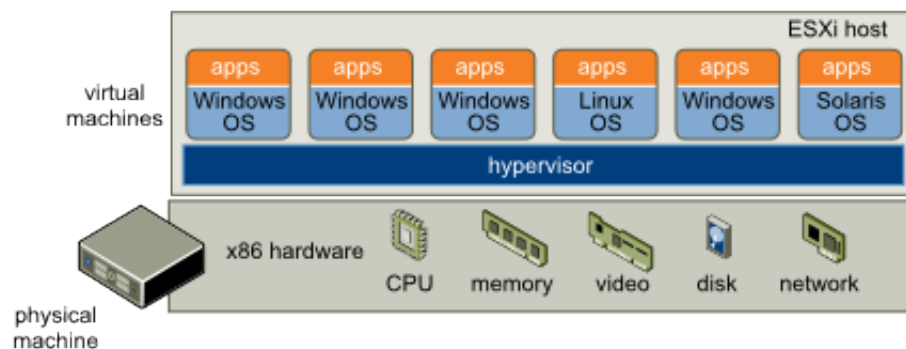 ESXi host
apps
apps
apps
apps
apps
apps
virtual
machines
Windows
OS
Windows
OS
Windows
OS
Linux
OS
Windows
OS
Solaris
OS
hypervisor
x86 hardware
CPU
memory
video
disk
network
physical
machine